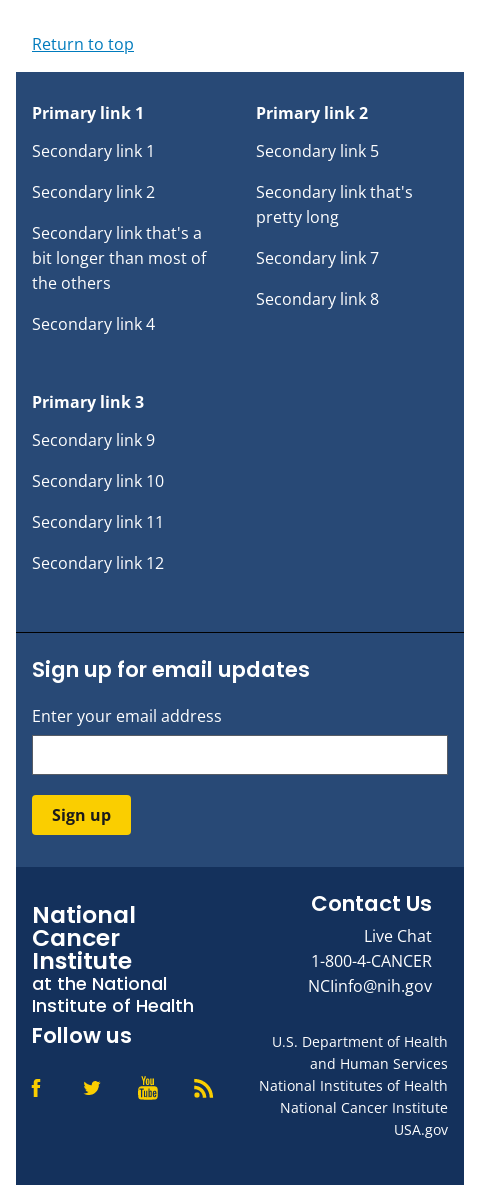 Return to top
Primary link 1
Secondary link 1
Secondary link 2
Secondary link that's a
bit longer than most of
the others
Secondary link 4
Primary link 2
Secondary link 5
Secondary link that's
pretty long
Secondary link 7
Secondary link 8
Primary link 3
Secondary link 9
Secondary link 10
Secondary link 11
Secondary link 12
Sign up for email updates
Enter your email address
Sign up
National
Cancer
Institute
at the National
Institute of Health
Follow us
You
Tube
Contact Us
Live Chat
1-800-4-CANCER
NCIinfo@nih.gov
U.S. Department of Health
and Human Services
National Institutes of Health
National Cancer Institute
USA.gov